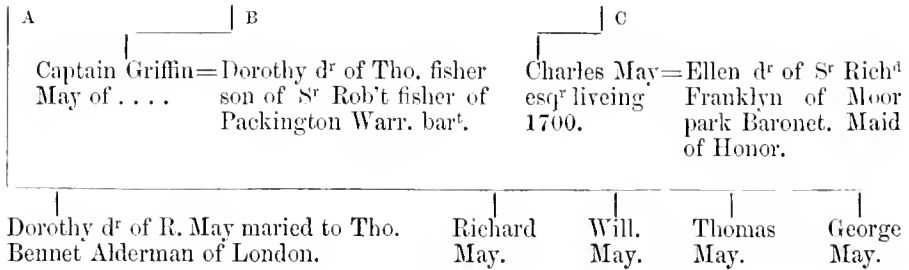 A B C
Captain Griffin=Dorothy dʳ of Tho. fisher
May of . . . . son of Sʳ Rob't fisher of
Packington Warr. barᵗ.
Charles May=Ellen dʳ of Sʳ Richᵈ
esqʳ liveing Franklyn of Moor
1700. park Baronet. Maid
of Honor.
Dorothy dʳ of R. May maried to Tho.
Bennet Alderman of London.
Richard
May.
Will.
May.
Thomas
May.
George
May.